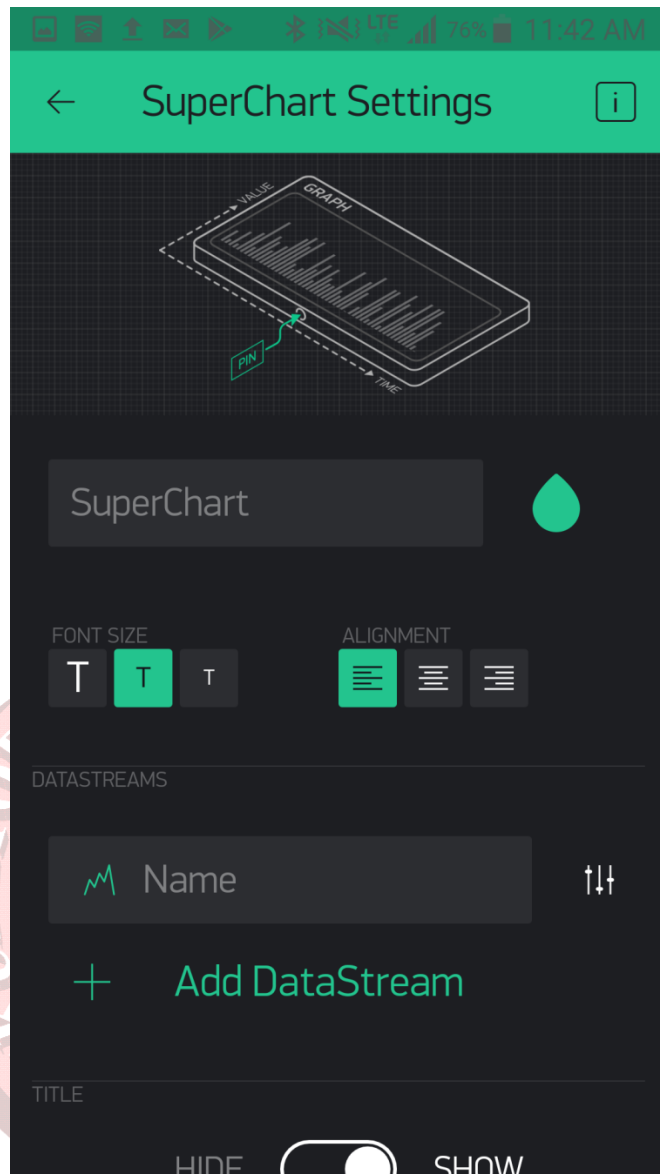 LTE 76% 11:42 AM
SuperChart Settings i
VALUE
GRAPH
PIN
TIME
SuperChart
FONT SIZE ALIGNMENT
T T T
DATASTREAMS
Name
+ Add DataStream
TITLE
HIDE SHOW